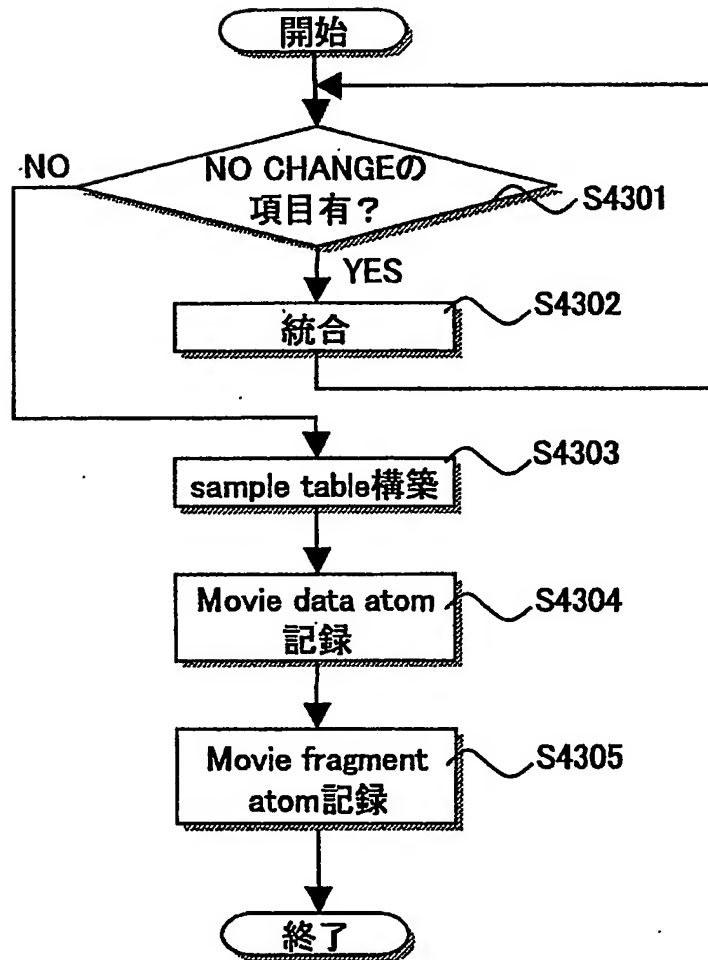 開始
NO
NO CHANGEの
項目有？
S4301
YES
S4302
統合
S4303
sample table構築
Movie data atom
記録
S4304
Movie fragment
atom記録
S4305
終了